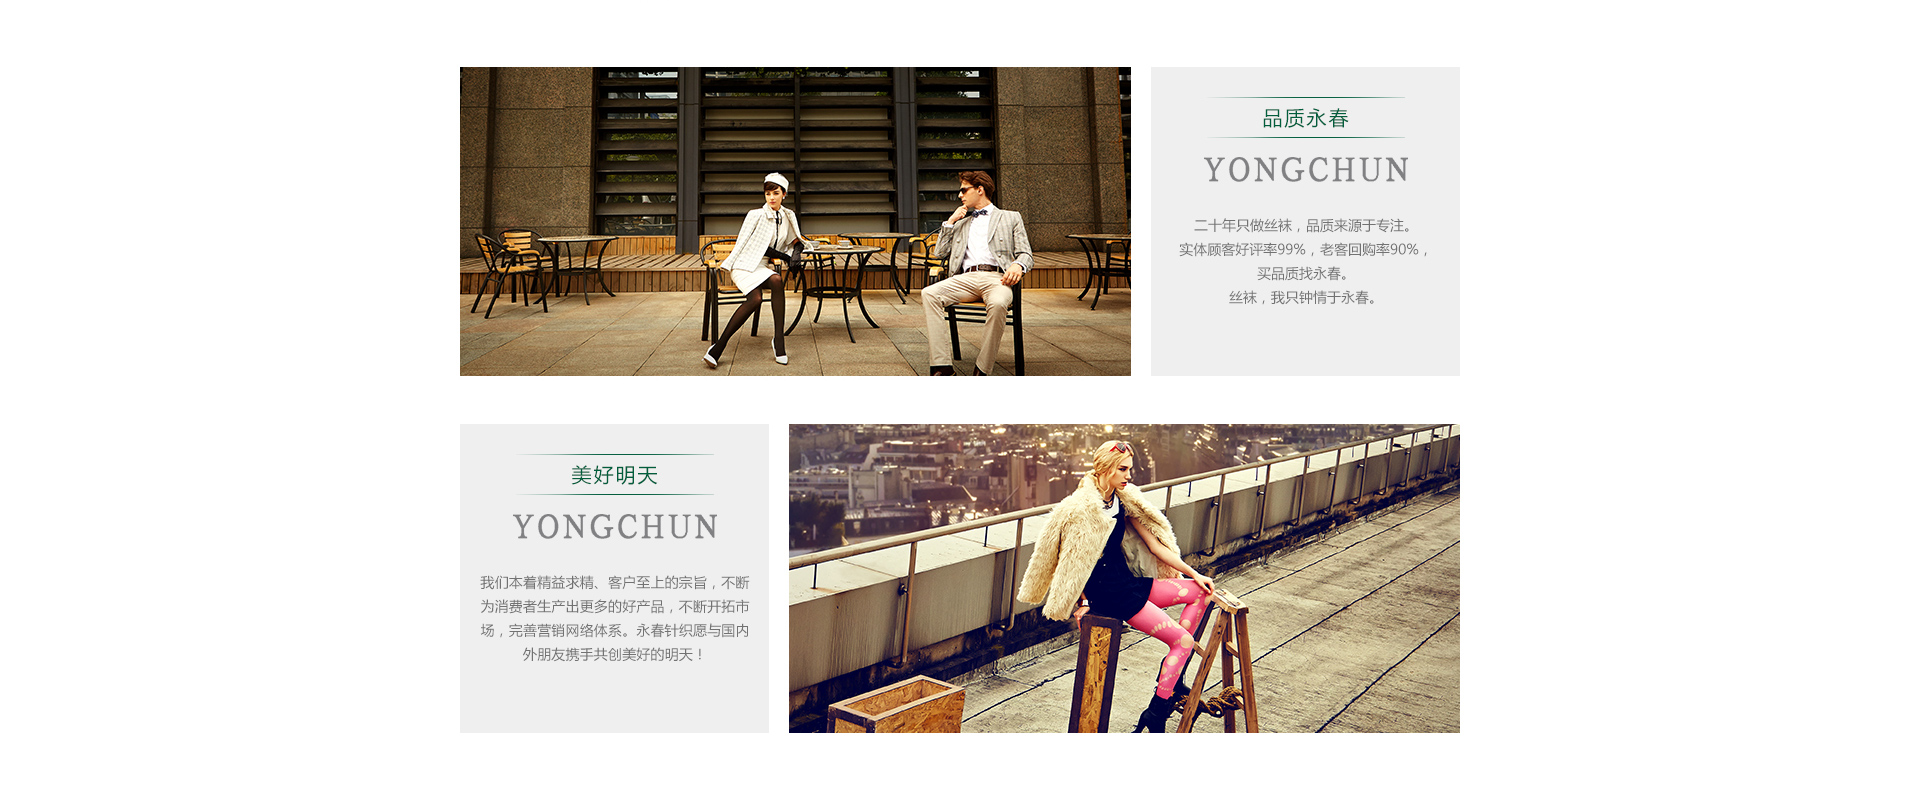 品质永春
YONGCHUN
二十年只做丝袜，品质来源于专注。
实体顾客好评率99%，老客回购率90%，
买品质找永春。
丝袜，我只钟情于永春。
美好明天
YONGCHUN
我们本着精益求精、客户至上的宗旨，不断
为消费者生产出更多的好产品，不断开拓市
场，完善营销网络体系。永春针织愿与国内
外朋友携手共创美好的明天！